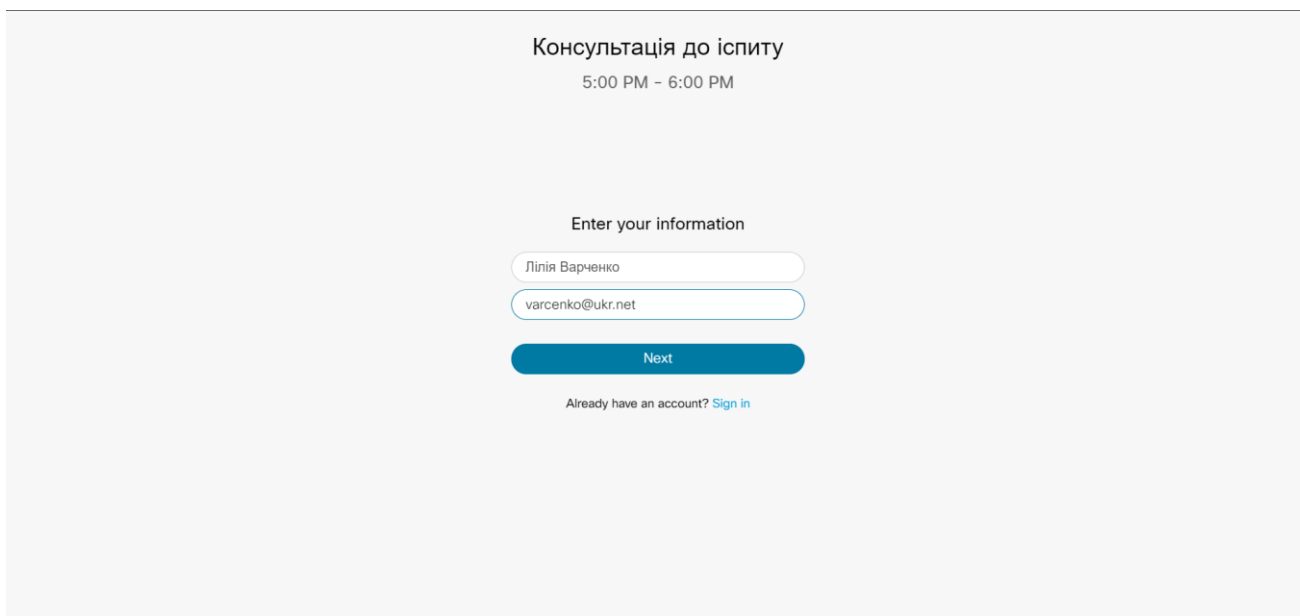 Консультація до іспиту
5:00 PM - 6:00 PM
Enter your information
Лілія Варченко
varcenko@ukr.net
Next
Already have an account? Sign in